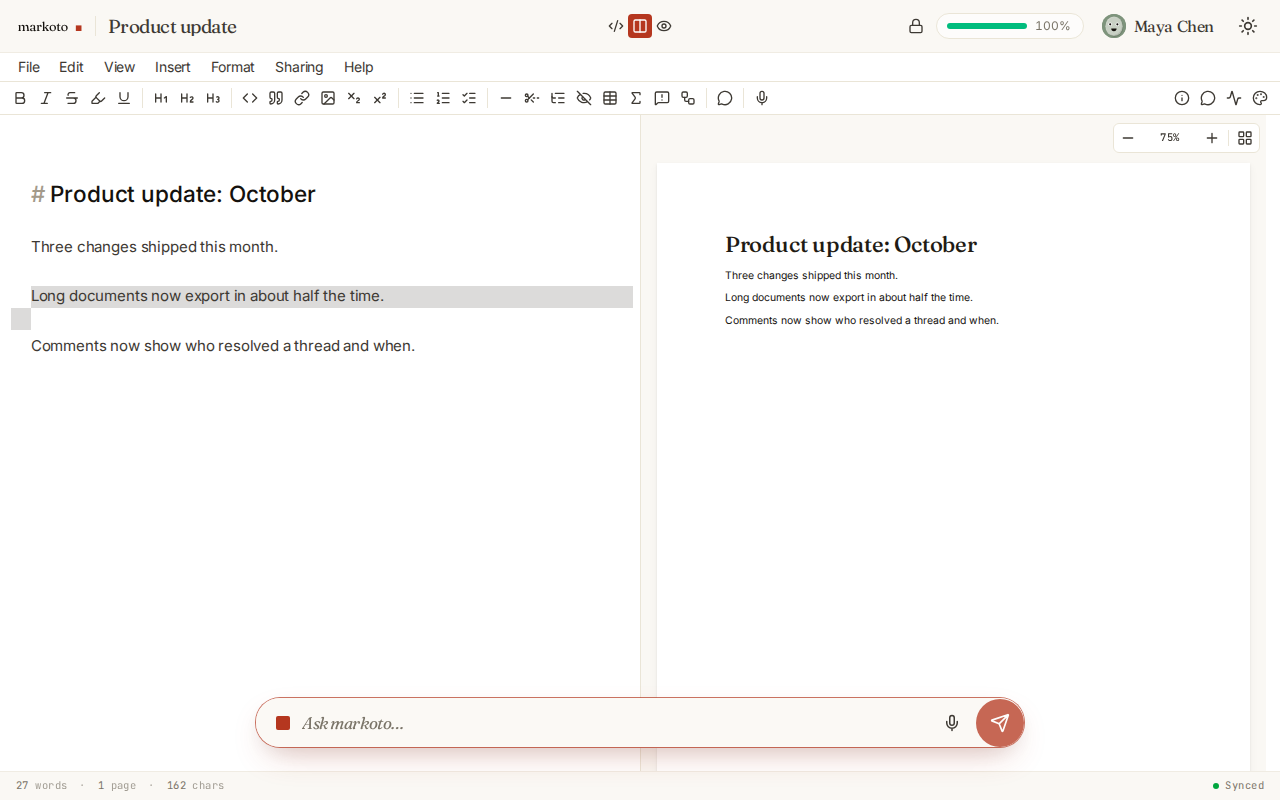 markoto
Product update
100%
Maya Chen
File Edit View Insert Format Sharing Help
H1 H2 H3
75%
# Product update: October
Three changes shipped this month.
Long documents now export in about half the time.
Comments now show who resolved a thread and when.
Product update: October
Three changes shipped this month.
Long documents now export in about half the time.
Comments now show who resolved a thread and when.
Ask markoto...
27 words · 1 page · 162 chars
Synced